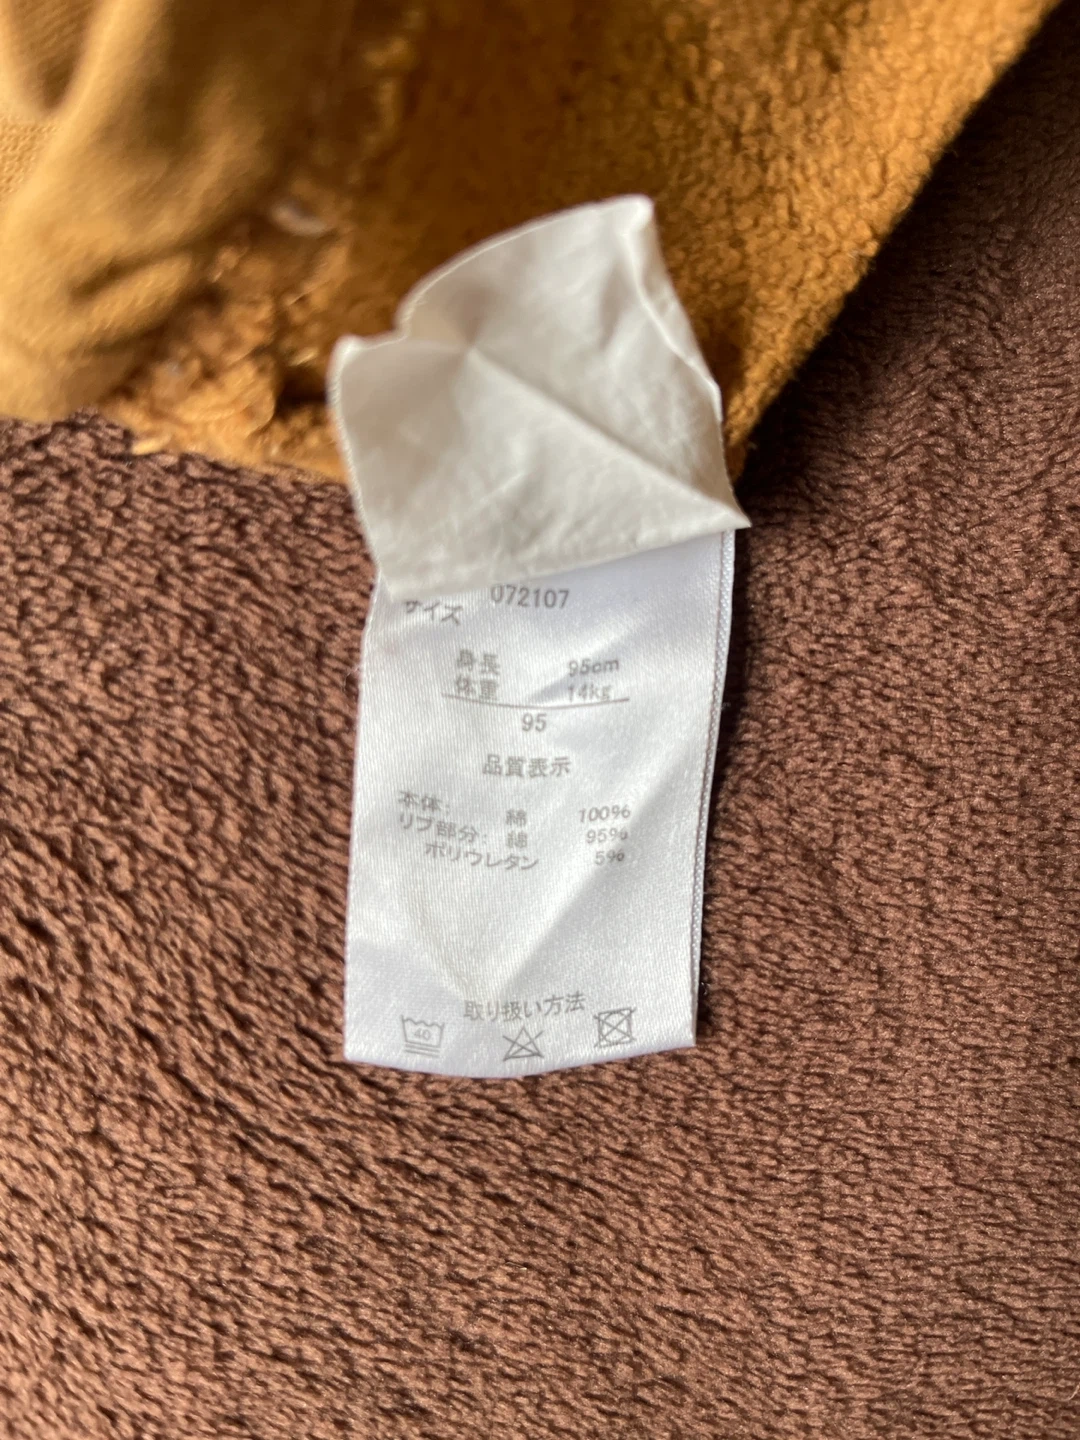 サイズ 072107
身長 95cm
体重 14kg
95
品質表示
本体: 綿 100%
リブ部分: 綿 95%
ポリウレタン 5%
取り扱い方法
40